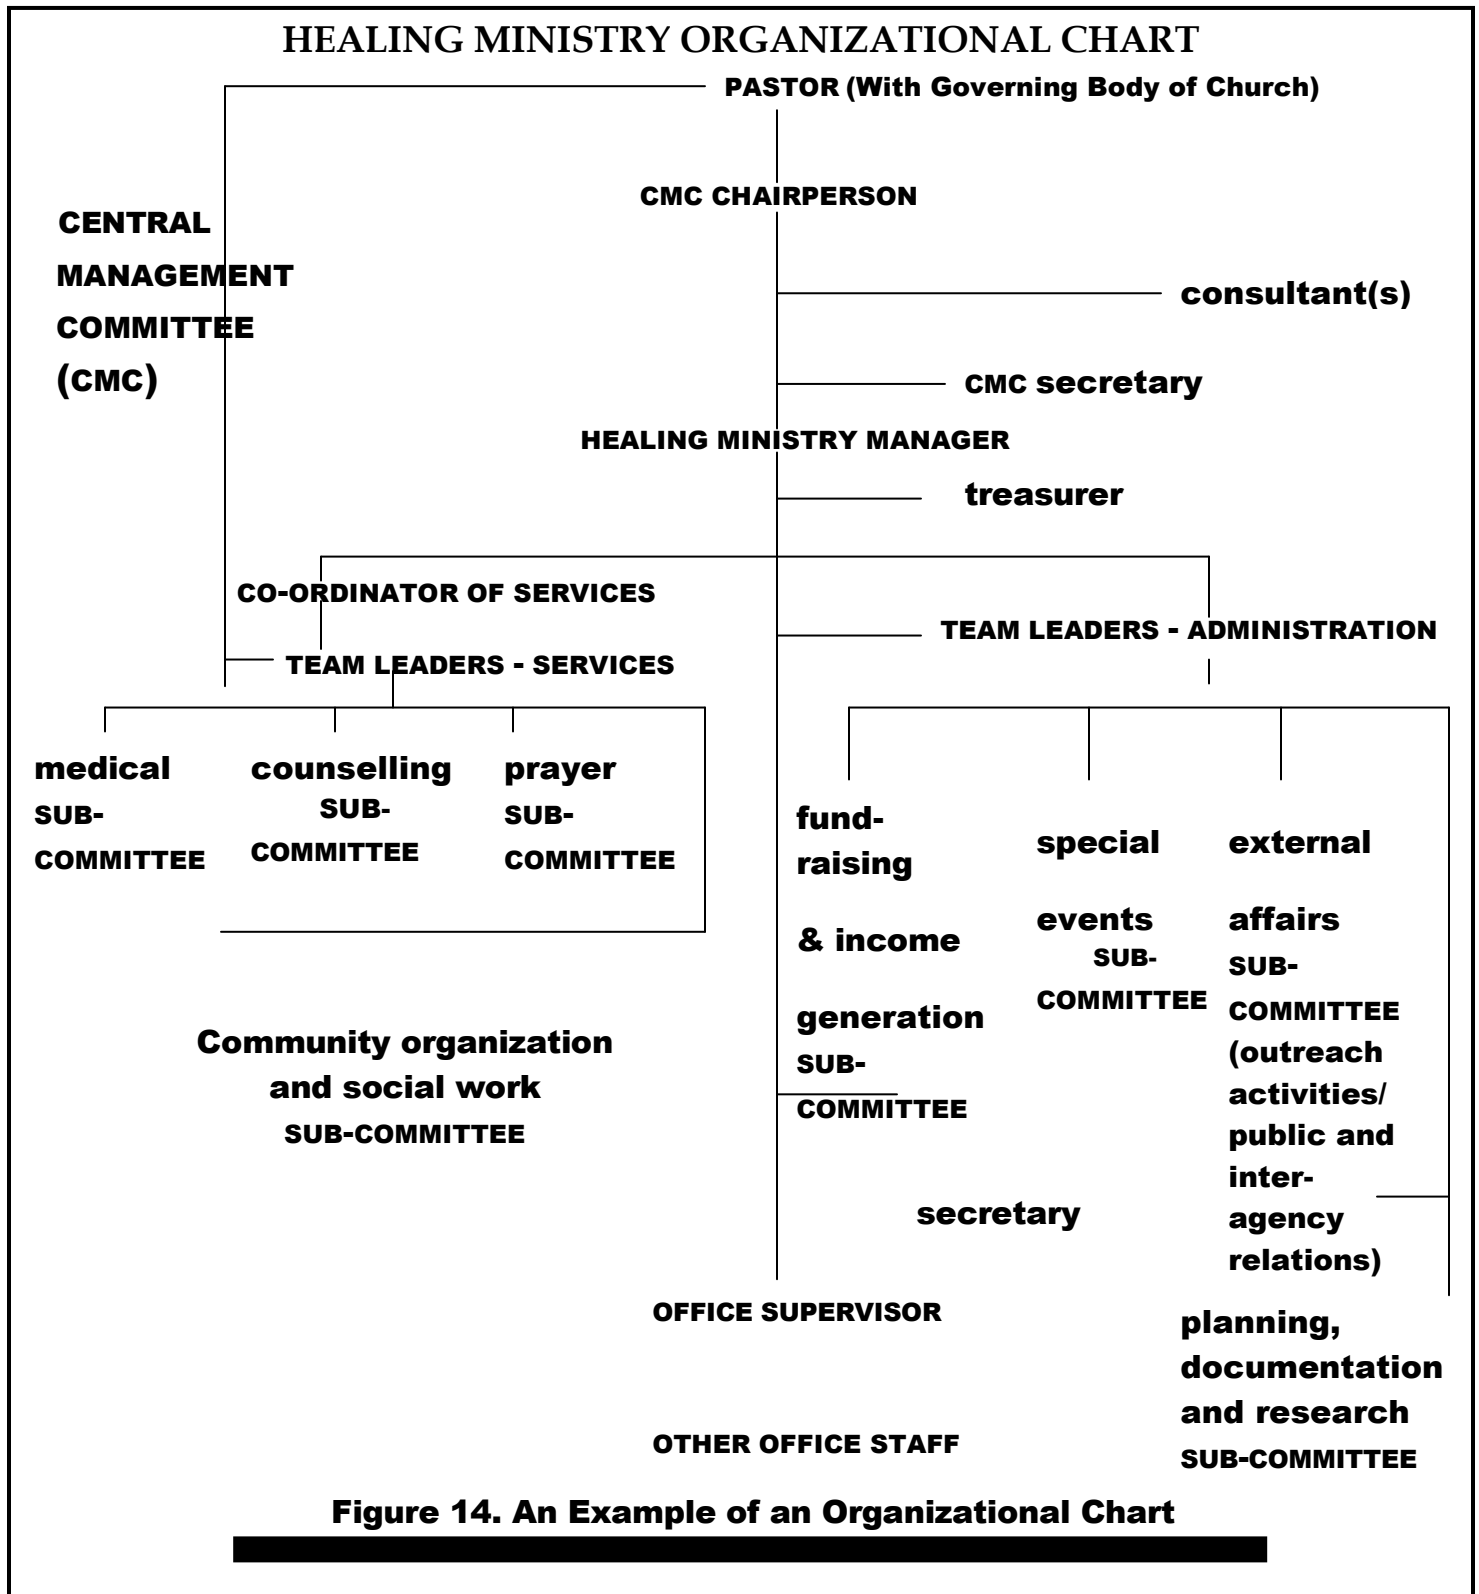 HEALING MINISTRY ORGANIZATIONAL CHART
PASTOR (With Governing Body of Church)
CMC CHAIRPERSON
CENTRAL
MANAGEMENT
COMMITTEE
(CMC)
consultant(s)
CMC secretary
HEALING MINISTRY MANAGER
treasurer
CO-ORDINATOR OF SERVICES
TEAM LEADERS - ADMINISTRATION
TEAM LEADERS - SERVICES
medical
SUB-
COMMITTEE
counselling
SUB-
COMMITTEE
prayer
SUB-
COMMITTEE
Community organization
and social work
SUB-COMMITTEE
fund-
raising
& income
generation
SUB-
COMMITTEE
special
events
SUB-
COMMITTEE
external
affairs
SUB-
COMMITTEE
(outreach
activities/
public and
inter-
agency
relations)
secretary
OFFICE SUPERVISOR
planning,
documentation
and research
SUB-COMMITTEE
OTHER OFFICE STAFF
Figure 14. An Example of an Organizational Chart